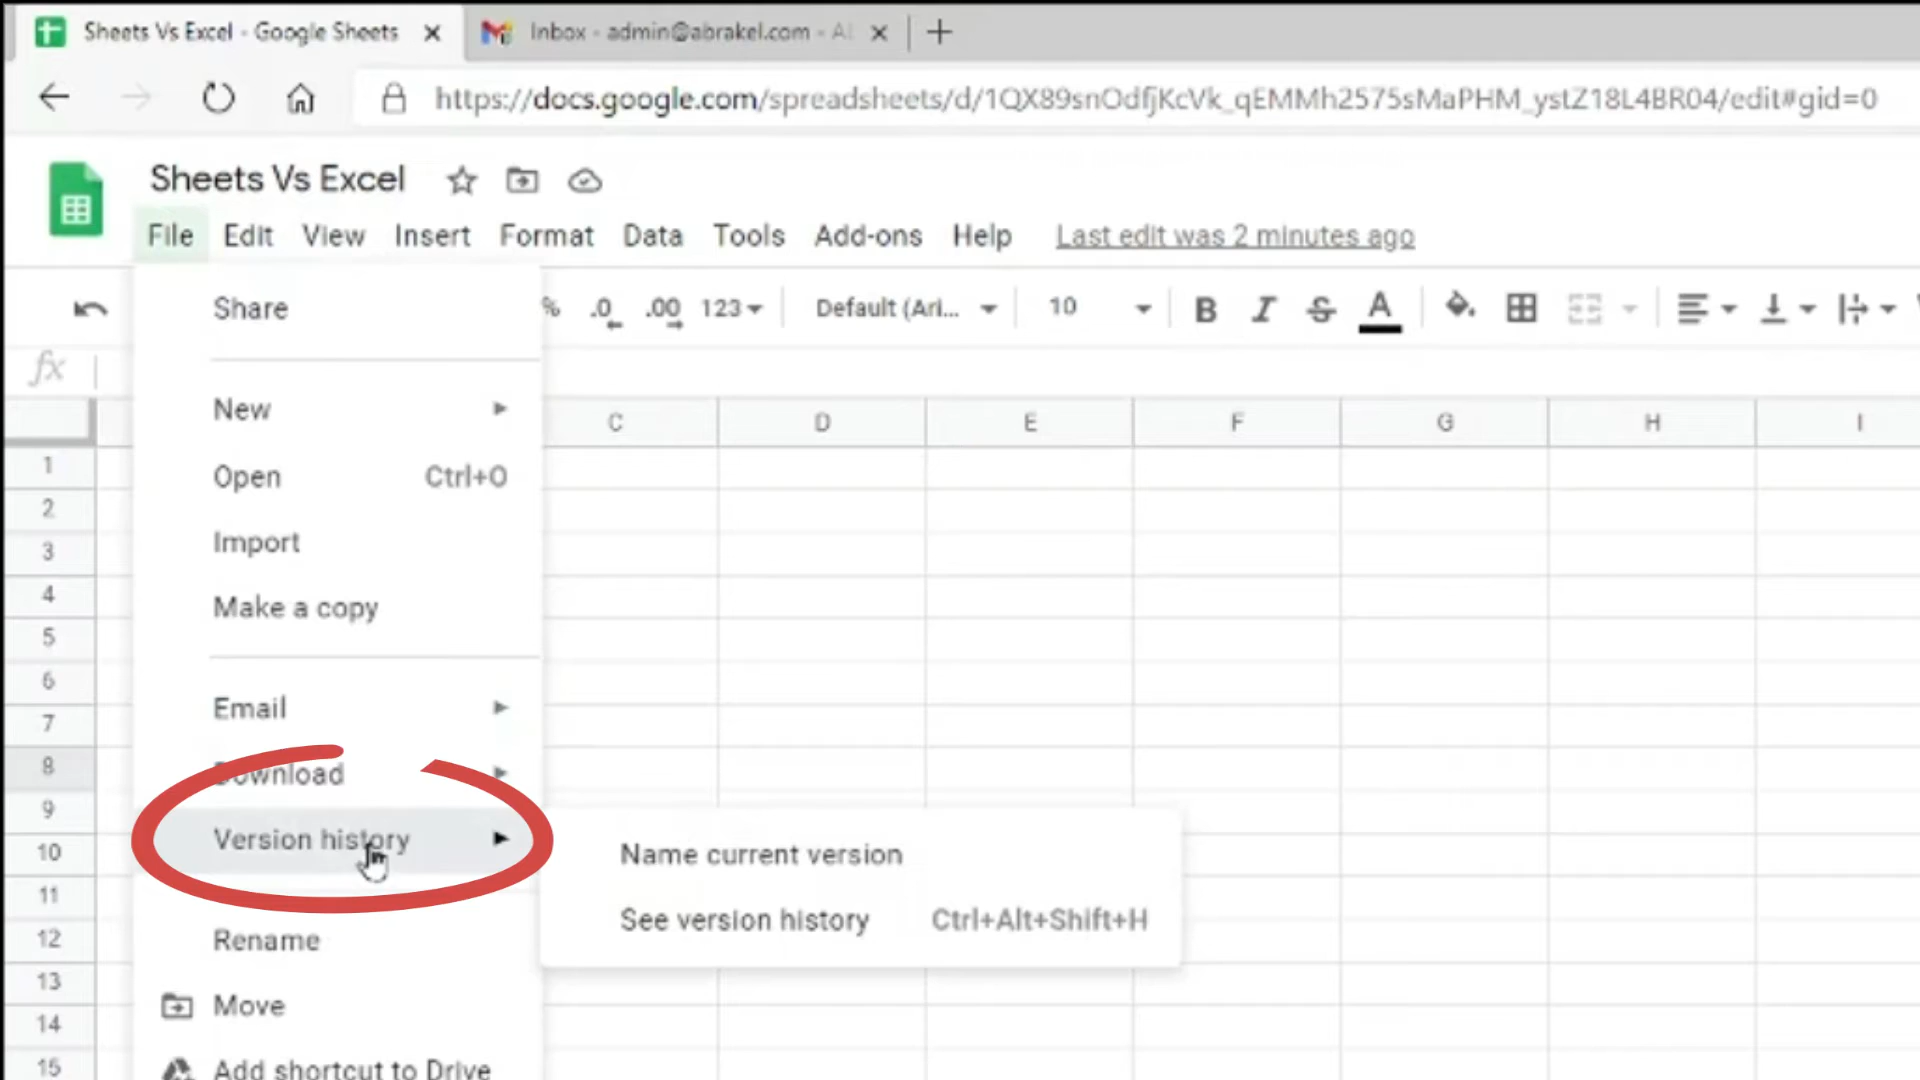 Sheets Vs Excel - Google Sheets
Inbox - admin@abrakel.com - Al
https://docs.google.com/spreadsheets/d/1QX89snOdfjKcVk_qEMMh2575sMaPHM_ystZ18L4BR04/edit#gid=0
Sheets Vs Excel
File Edit View Insert Format Data Tools Add-ons Help Last edit was 2 minutes ago
% .0 .00 123 Default (Ari... 10 B I S A
fx
C D E F G H I
1
2
3
4
5
6
7
8
9
10
11
12
13
14
15
Share
New
Open Ctrl+O
Import
Make a copy
Email
Download
Version history
Name current version
See version history Ctrl+Alt+Shift+H
Rename
Move
Add shortcut to Drive